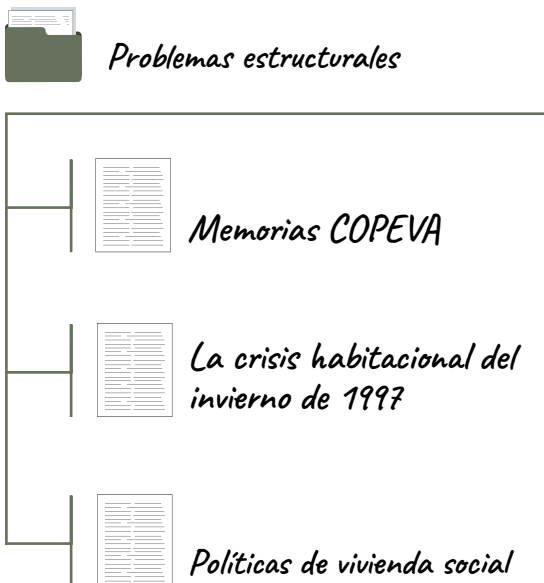 Problemas estructurales
Memorias COPEVA
La crisis habitacional del
invierno de 1997
Políticas de vivienda social